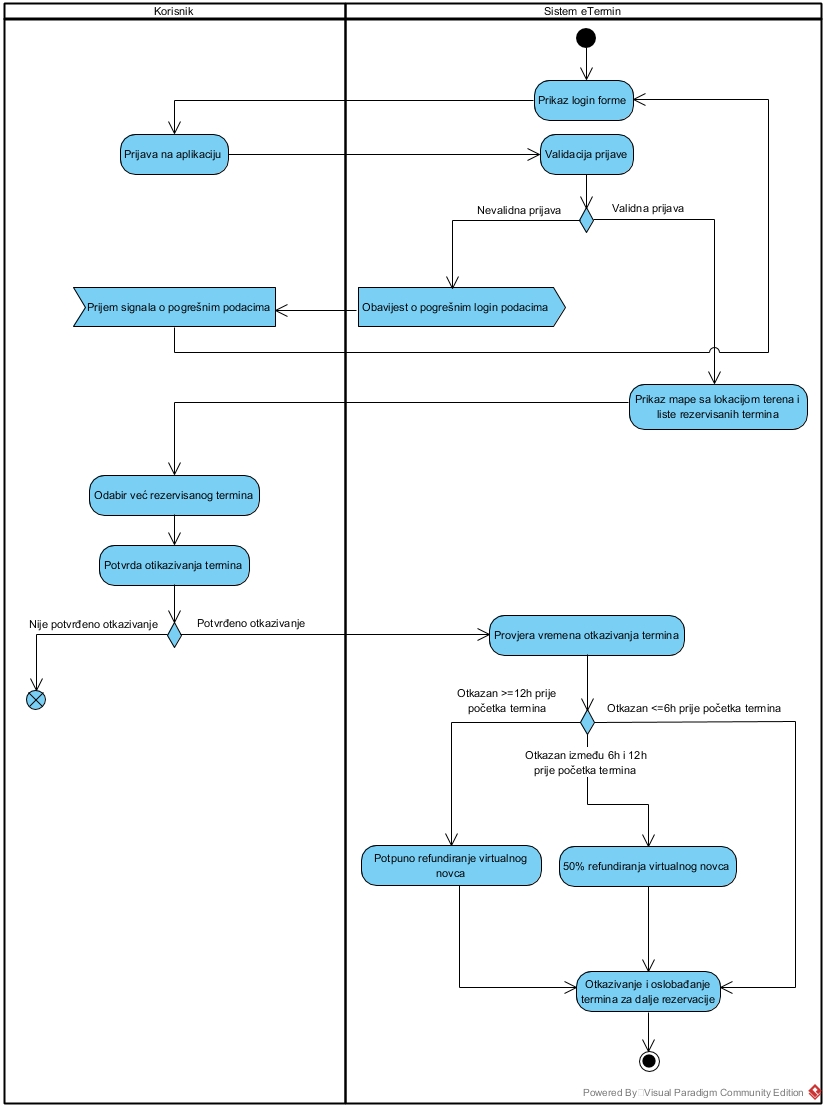 Korisnik
Sistem eTermin
Prikaz login forme
Prijava na aplikaciju
Validacija prijave
Nevalidna prijava
Validna prijava
Prijem signala o pogrešnim podacima
Obavijest o pogrešnim login podacima
Prikaz mape sa lokacijom terena i
liste rezervisanih termina
Odabir već rezervisanog termina
Potvrda otikazivanja termina
Nije potvrđeno otkazivanje
Potvrđeno otkazivanje
Provjera vremena otkazivanja termina
Otkazan >=12h prije
početka termina
Otkazan <=6h prije početka termina
Otkazan između 6h i 12h
prije početka termina
Potpuno refundiranje virtualnog
novca
50% refundiranja virtualnog novca
Otkazivanje i oslobađanje
termina za dalje rezervacije
Powered By Visual Paradigm Community Edition